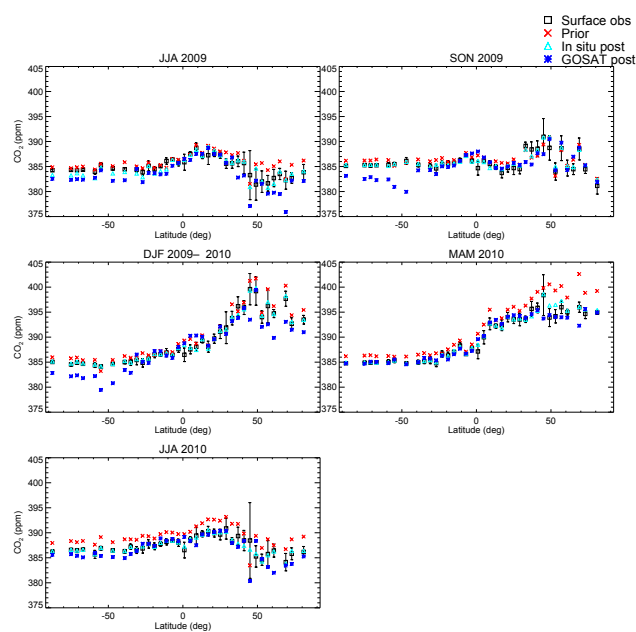 Surface obs
Prior
In situ post
GOSAT post
JJA 2009
SON 2009
405
400
395
390
385
380
375
CO2 (ppm)
-50
0
50
Latitude (deg)
405
400
395
390
385
380
375
CO2 (ppm)
-50
0
50
Latitude (deg)
DJF 2009– 2010
MAM 2010
405
400
395
390
385
380
375
CO2 (ppm)
-50
0
50
Latitude (deg)
405
400
395
390
385
380
375
CO2 (ppm)
-50
0
50
Latitude (deg)
JJA 2010
405
400
395
390
385
380
375
CO2 (ppm)
-50
0
50
Latitude (deg)